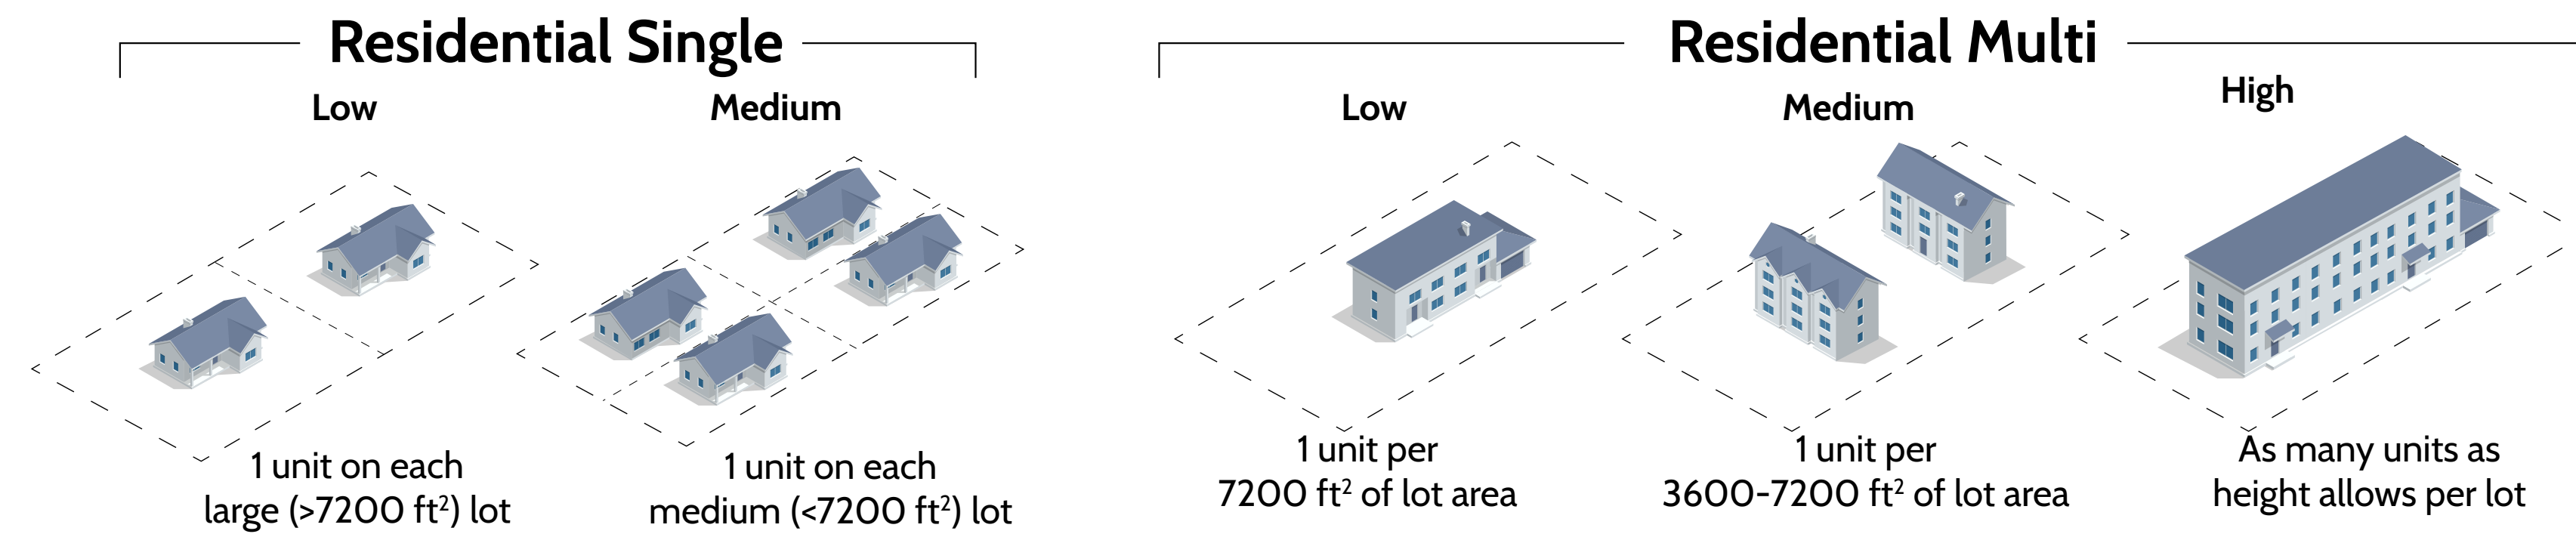 Residential Single
Residential Multi
Low
Medium
Low
Medium
High
1 unit on each
large (>7200 ft²) lot
1 unit on each
medium (<7200 ft²) lot
1 unit per
7200 ft² of lot area
1 unit per
3600-7200 ft² of lot area
As many units as
height allows per lot